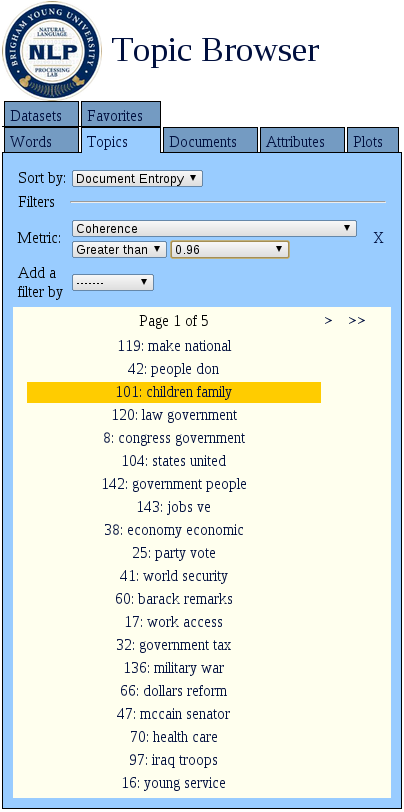 BRIGHAM YOUNG UNIVERSITY
NATURAL
LANGUAGE
NLP
PROCESSING
LAB
Topic Browser
Datasets Favorites
Words Topics Documents Attributes Plots
Sort by: Document Entropy
Filters
Metric: Coherence
Greater than 0.96 X
Add a
filter by -------
Page 1 of 5 > >>
119: make national
42: people don
101: children family
120: law government
8: congress government
104: states united
142: government people
143: jobs ve
38: economy economic
25: party vote
41: world security
60: barack remarks
17: work access
32: government tax
136: military war
66: dollars reform
47: mccain senator
70: health care
97: iraq troops
16: young service